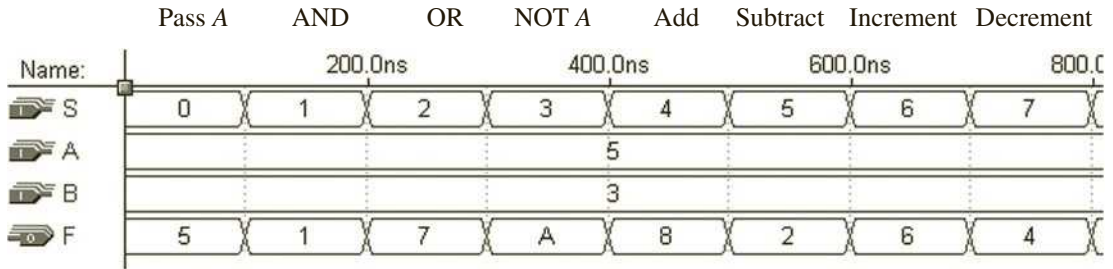 Pass A AND OR NOT A Add Subtract Increment Decrement
Name: 200.0ns 400.0ns 600.0ns 800.0
S 0 1 2 3 4 5 6 7
A 5
B 3
F 5 1 7 A 8 2 6 4